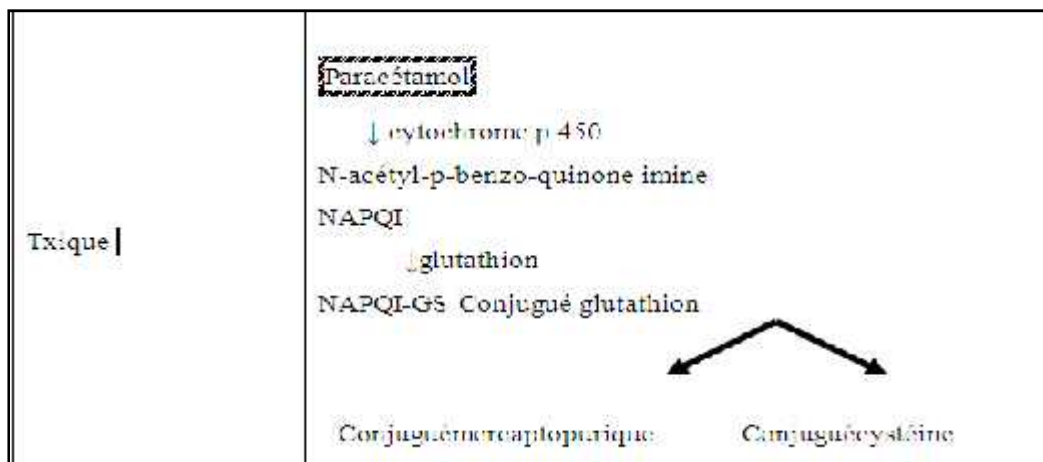 Paracétamol
↓ cytochrome p 450
N-acétyl-p-benzo-quinone imine
NAPQI
Txique
↓glutathion
NAPQI-GS Conjugué glutathion
Conjuguémercaptopurique Conjuguécystéine